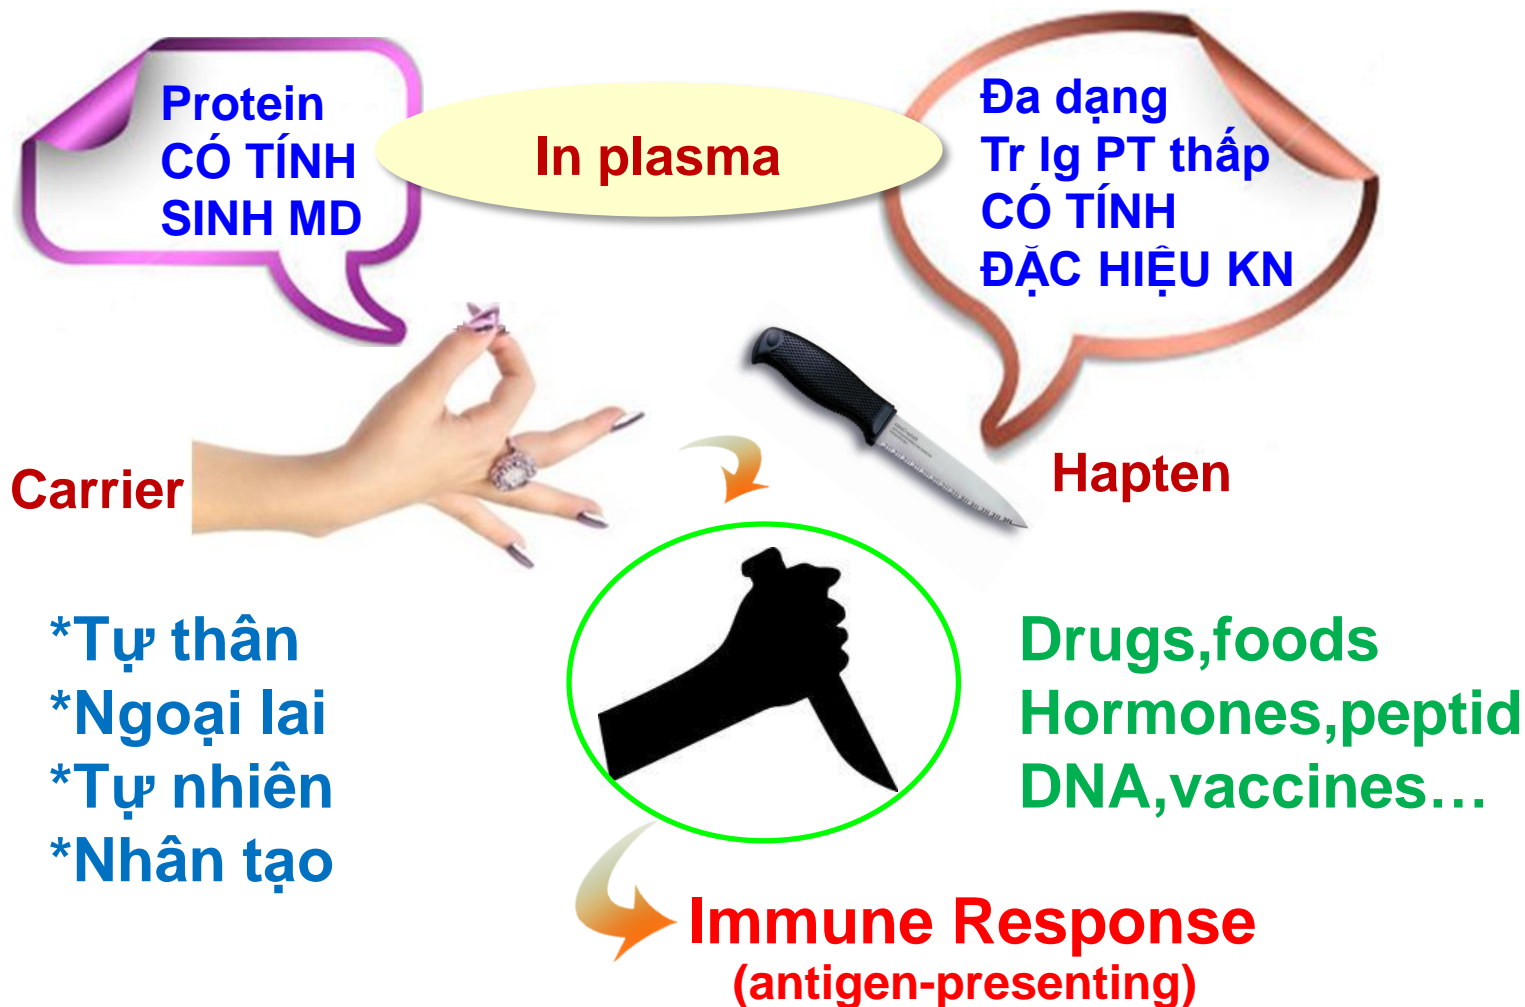 Protein
CÓ TÍNH
SINH MD
In plasma
Đa dạng
Tr lg PT thấp
CÓ TÍNH
ĐẶC HIỆU KN
Carrier
Hapten
*Tự thân
*Ngoại lai
*Tự nhiên
*Nhân tạo
Drugs,foods
Hormones,peptid
DNA,vaccines…
Immune Response
(antigen-presenting)